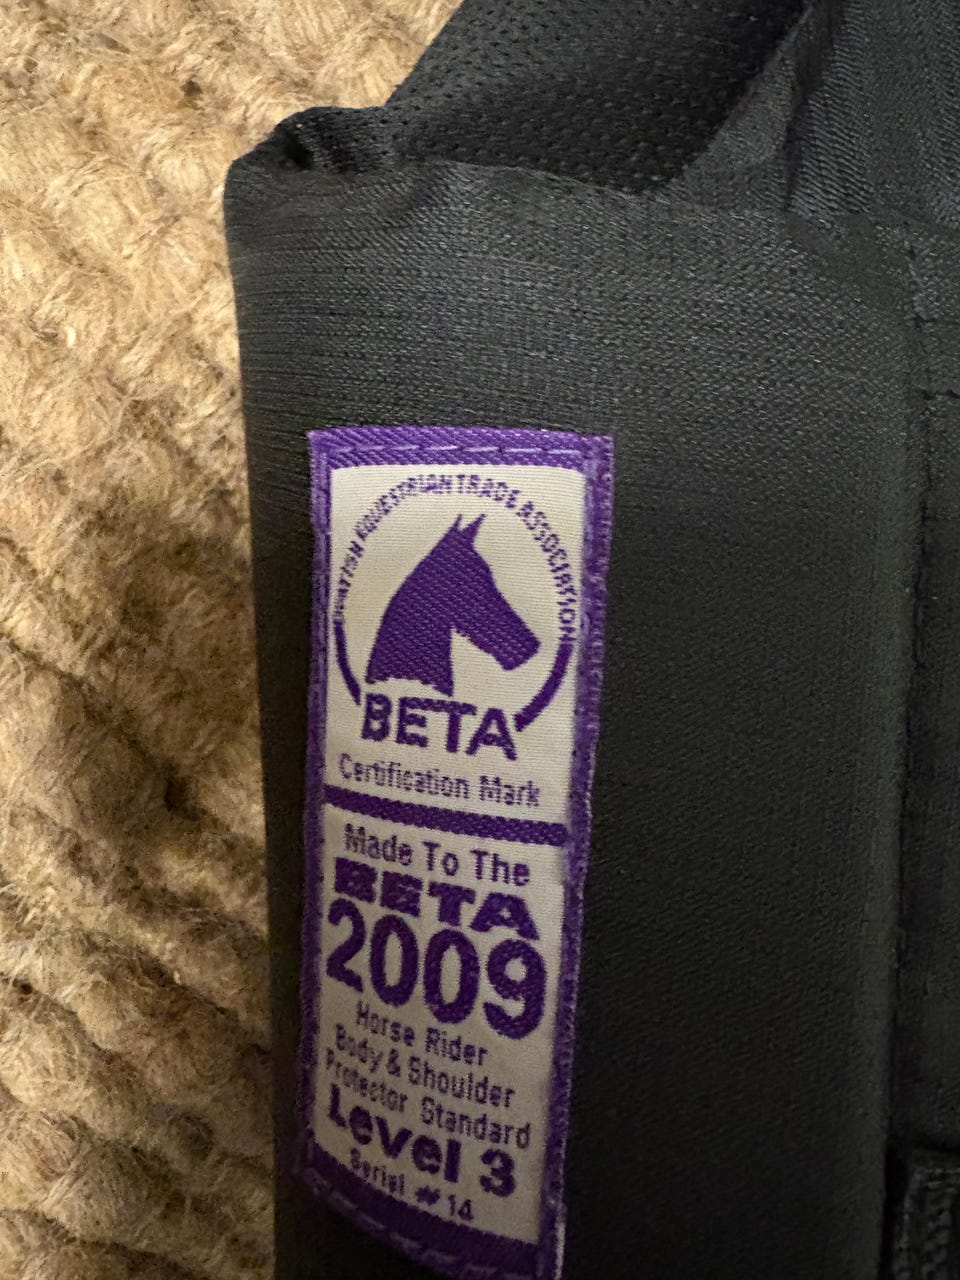 BRITISH EQUESTRIAN TRADE ASSOCIATION
BETA
Certification Mark
Made To The
BETA
2009
Horse Rider
Body & Shoulder
Protector Standard
Level 3
Serial # 14